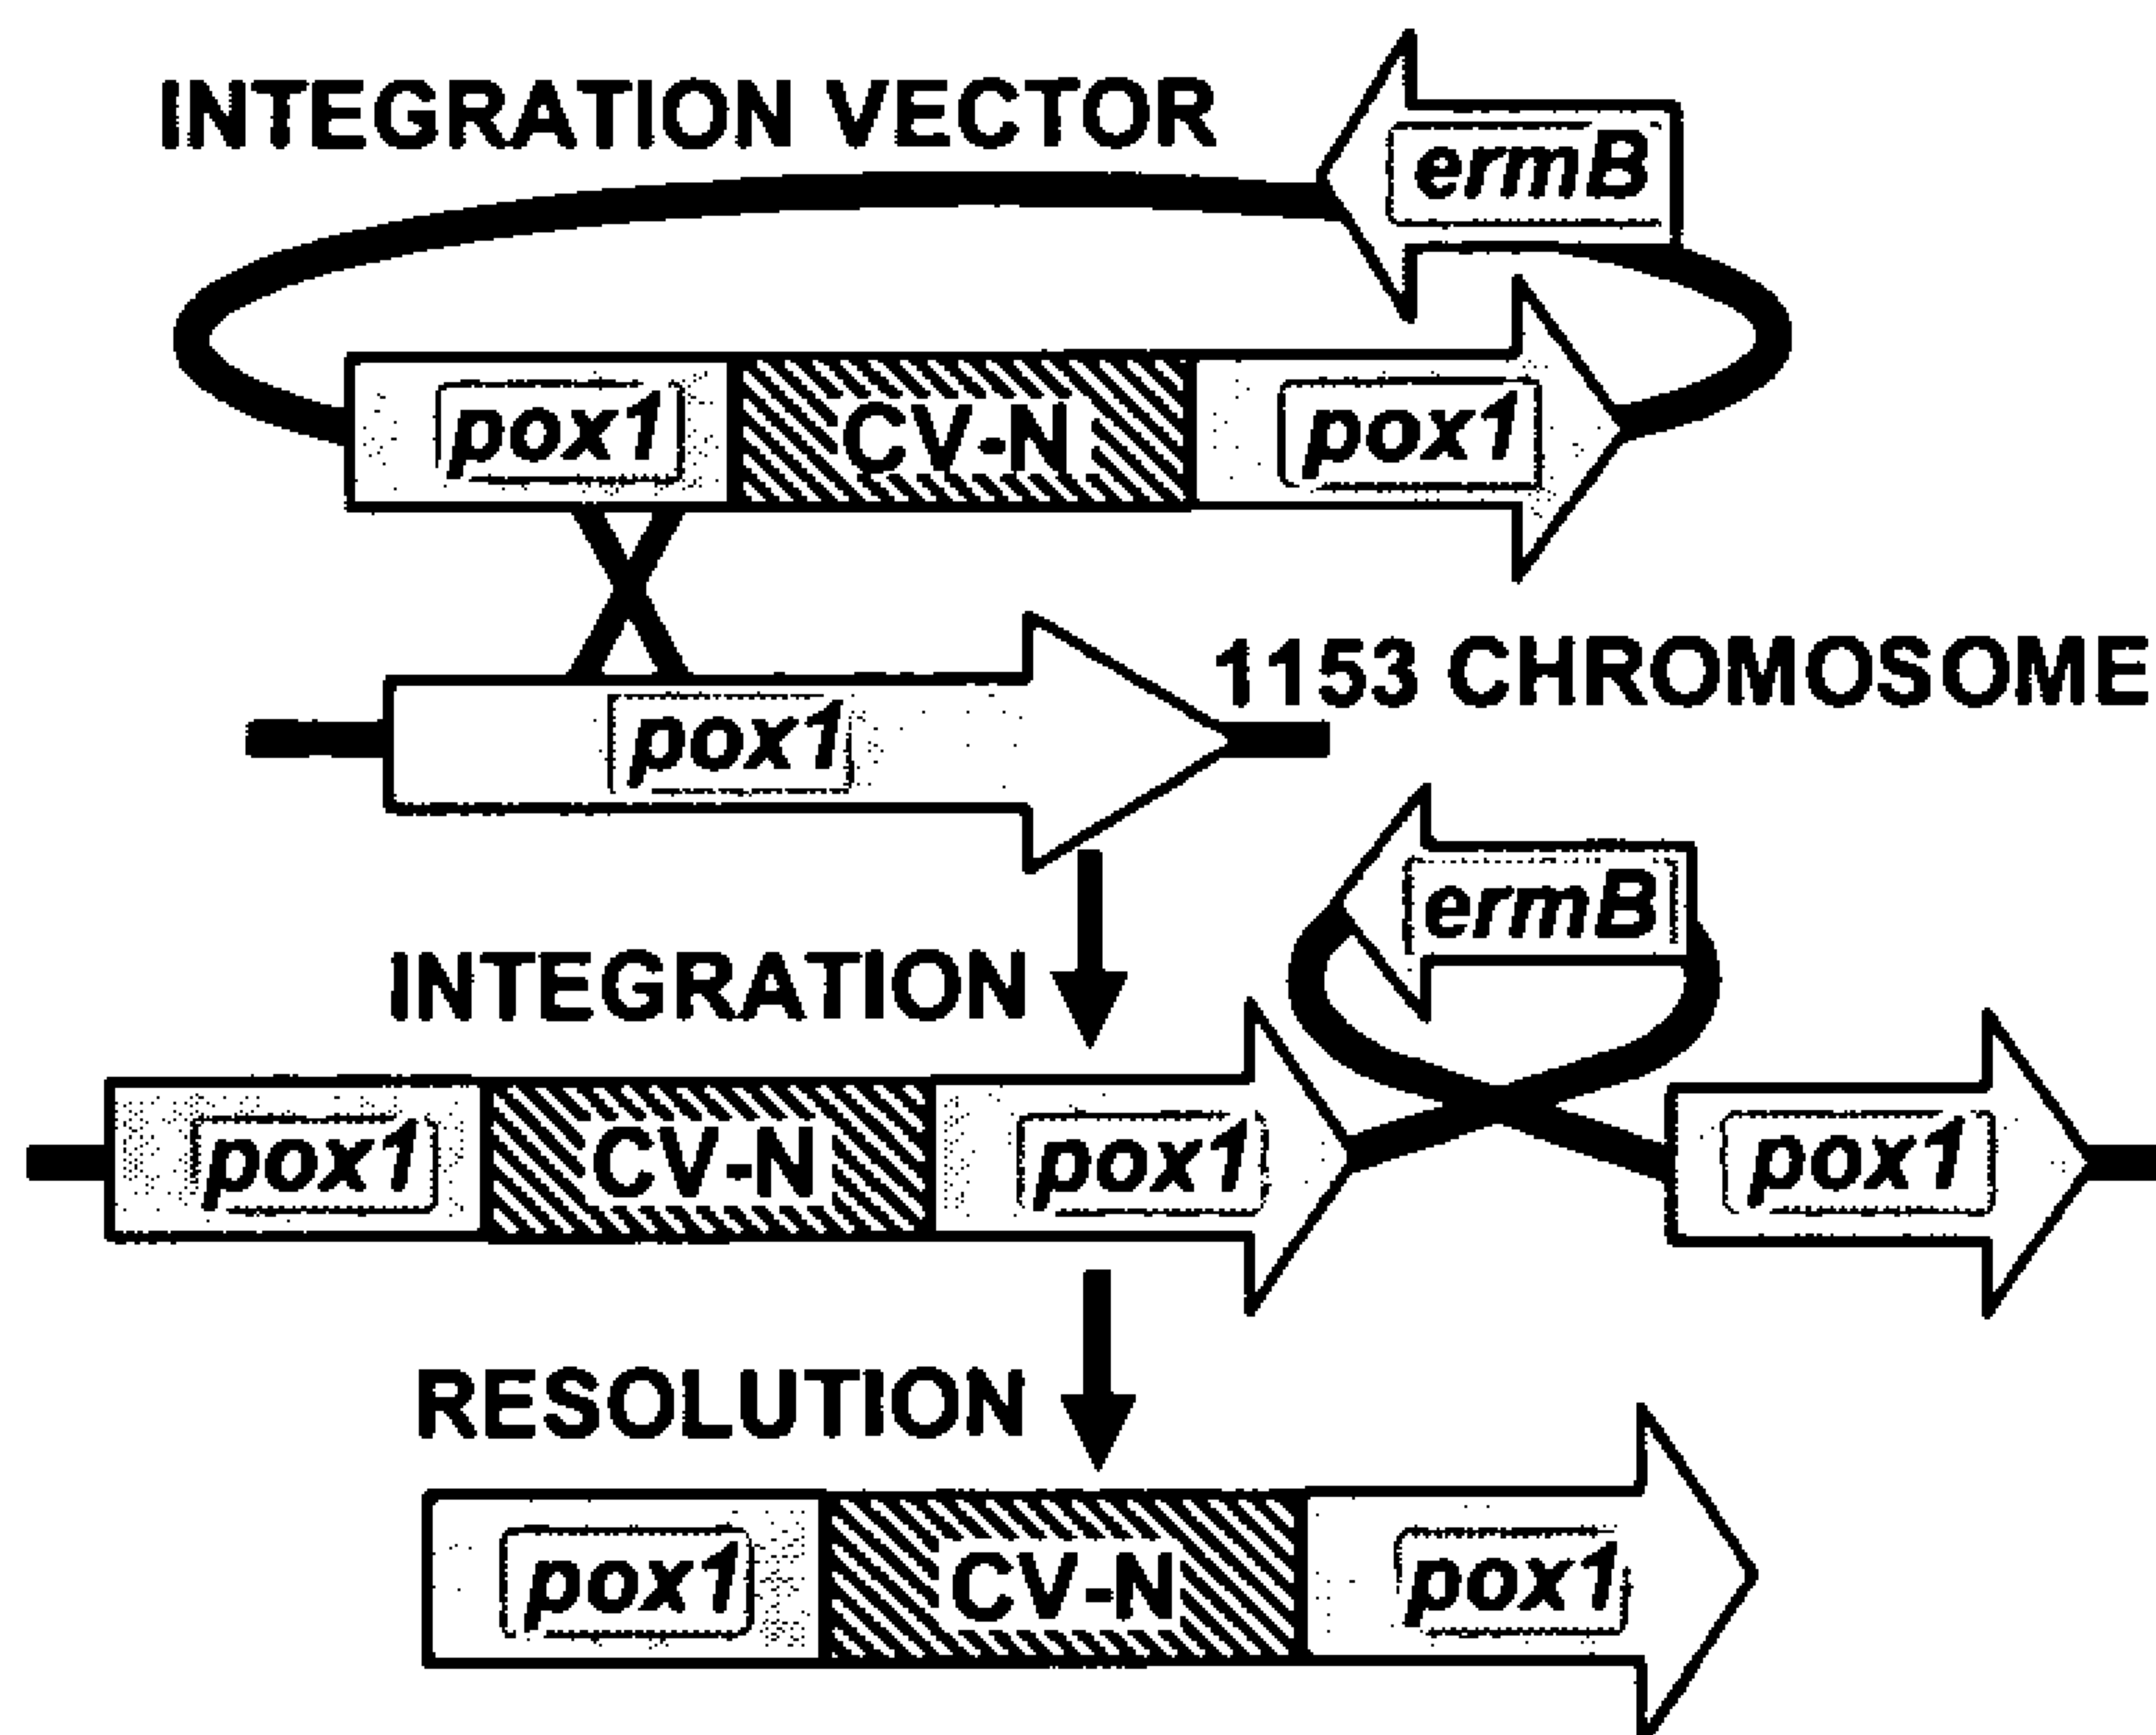 INTEGRATION VECTOR
ermB
pox1 CV-N pox1
1153 CHROMOSOME
pox1
ermB
INTEGRATION
pox1 CV-N pox1 pox1
RESOLUTION
pox1 CV-N pox1